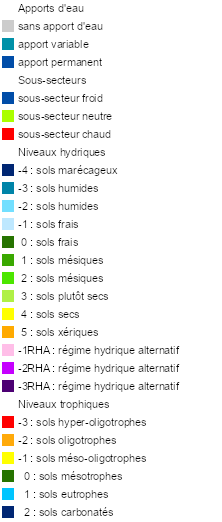 Apports d'eau
sans apport d'eau
apport variable
apport permanent
Sous-secteurs
sous-secteur froid
sous-secteur neutre
sous-secteur chaud
Niveaux hydriques
-4 : sols marécageux
-3 : sols humides
-2 : sols humides
-1 : sols frais
0 : sols frais
1 : sols mésiques
2 : sols mésiques
3 : sols plutôt secs
4 : sols secs
5 : sols xériques
-1RHA : régime hydrique alternatif
-2RHA : régime hydrique alternatif
-3RHA : régime hydrique alternatif
Niveaux trophiques
-3 : sols hyper-oligotrophes
-2 : sols oligotrophes
-1 : sols méso-oligotrophes
0 : sols mésotrophes
1 : sols eutrophes
2 : sols carbonatés